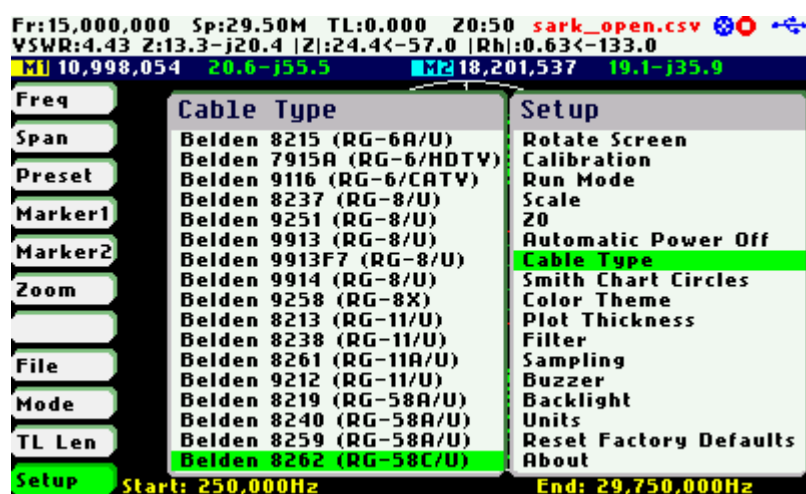 Fr:15,000,000 Sp:29.50M TL:0.000 Z0:50 sark_open.csv
VSWR:4.43 Z:13.3-j20.4 |Z|:24.4<-57.0 |Rh|:0.63<-133.0
M1 10,998,054 20.6-j55.5 M2 18,201,537 19.1-j35.9
Freq
Span
Preset
Marker1
Marker2
Zoom
File
Mode
TL Len
Setup
Cable Type
Belden 8215 (RG-6A/U)
Belden 7915A (RG-6/HDTV)
Belden 9116 (RG-6/CATV)
Belden 8237 (RG-8/U)
Belden 9251 (RG-8/U)
Belden 9913 (RG-8/U)
Belden 9913F7 (RG-8/U)
Belden 9914 (RG-8/U)
Belden 9258 (RG-8X)
Belden 8213 (RG-11/U)
Belden 8238 (RG-11/U)
Belden 8261 (RG-11A/U)
Belden 9212 (RG-11/U)
Belden 8219 (RG-58A/U)
Belden 8240 (RG-58A/U)
Belden 8259 (RG-58A/U)
Belden 8262 (RG-58C/U)
Setup
Rotate Screen
Calibration
Run Mode
Scale
Z0
Automatic Power Off
Cable Type
Smith Chart Circles
Color Theme
Plot Thickness
Filter
Sampling
Buzzer
Backlight
Units
Reset Factory Defaults
About
Start: 250,000Hz End: 29,750,000Hz